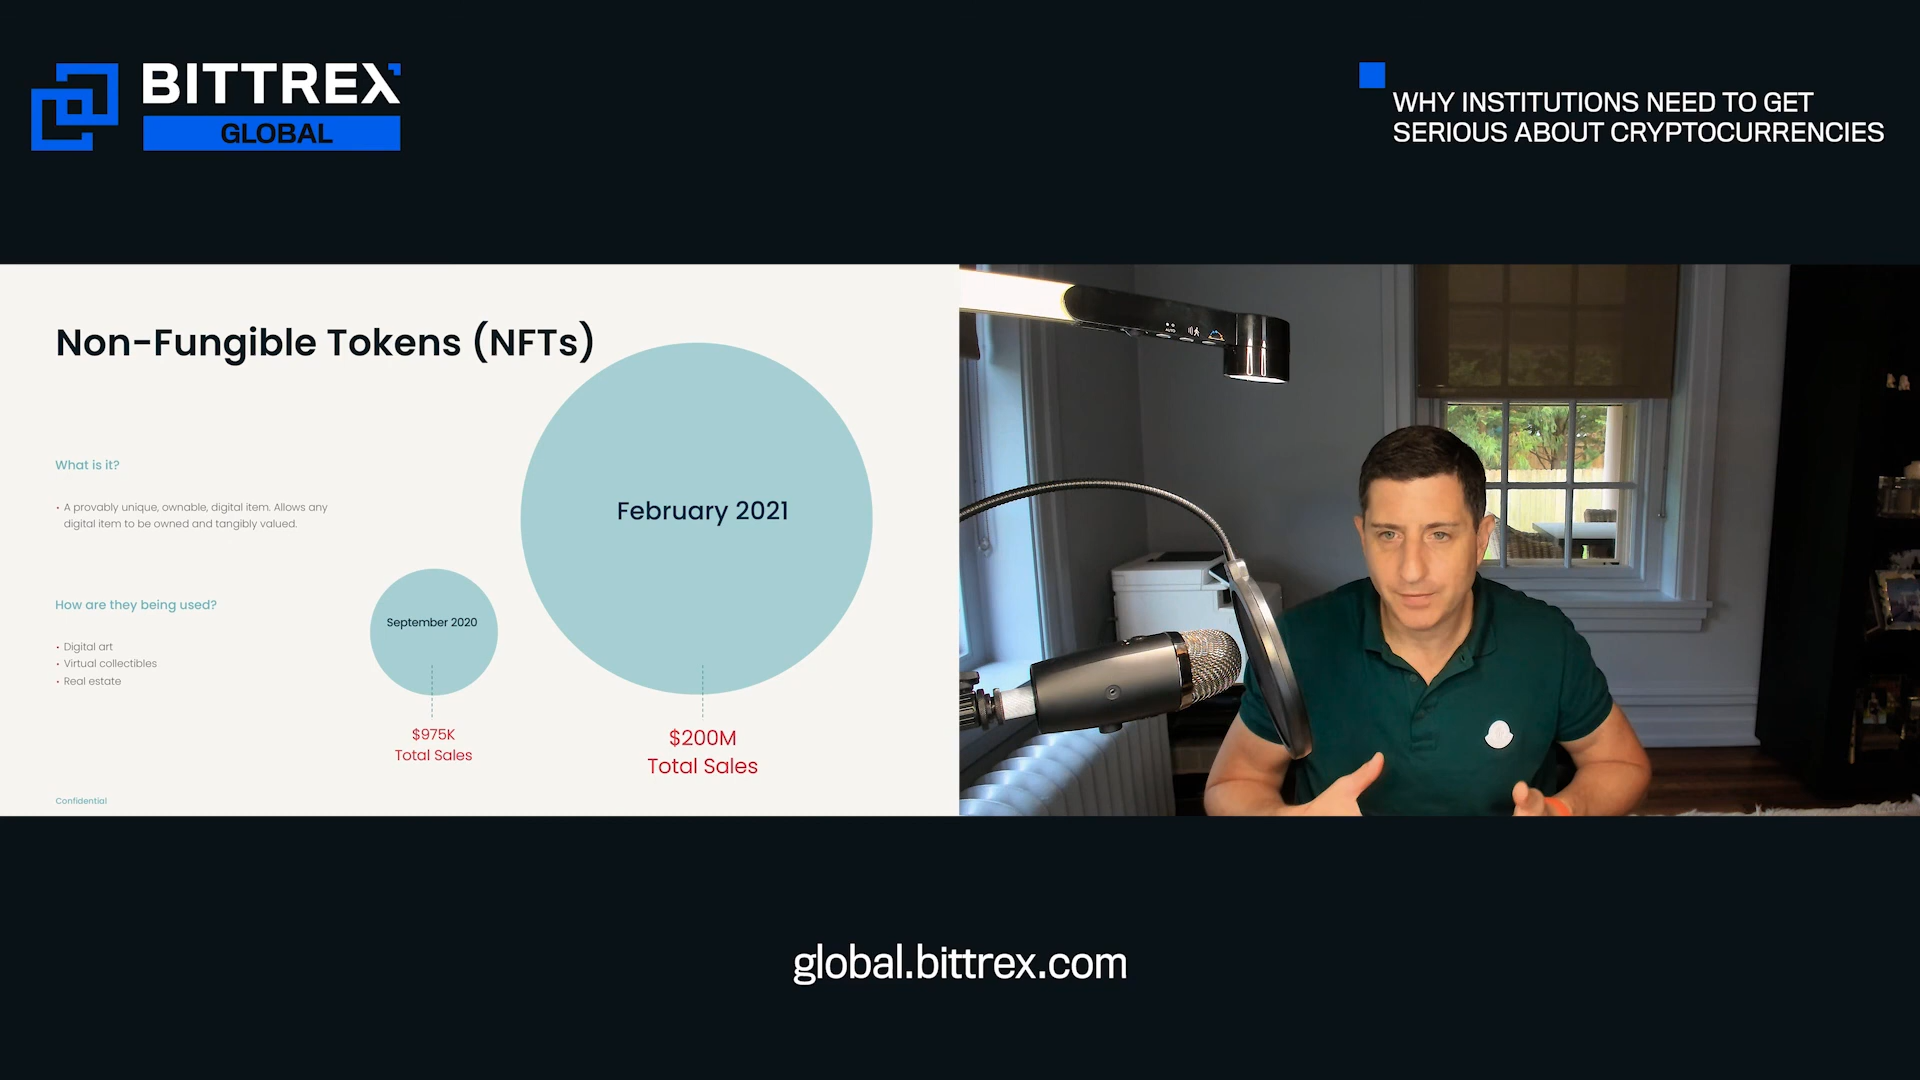 BITTREX
GLOBAL
WHY INSTITUTIONS NEED TO GET
SERIOUS ABOUT CRYPTOCURRENCIES
Non-Fungible Tokens (NFTs)
What is it?
• A provably unique, ownable, digital item. Allows any
digital item to be owned and tangibly valued.
How are they being used?
• Digital art
• Virtual collectibles
• Real estate
September 2020
$975K
Total Sales
February 2021
$200M
Total Sales
Confidential
global.bittrex.com